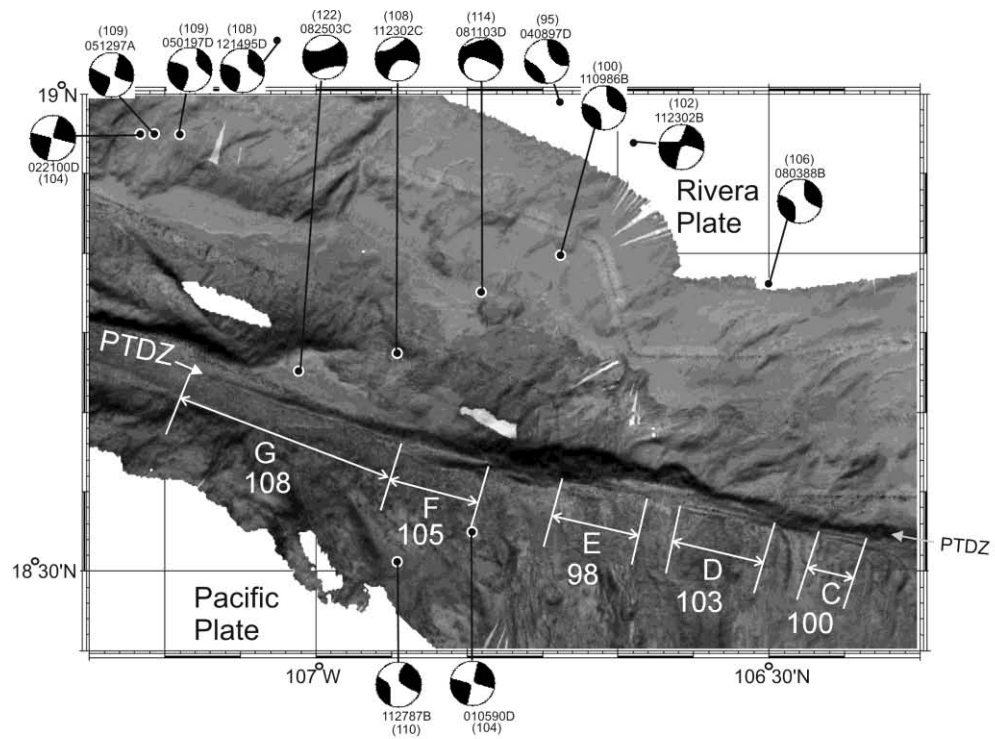 (109)
051297A
(109)
050197D
(108)
121495D
(122)
082503C
(108)
112302C
(114)
081103D
(95)
040897D
(100)
110986B
(102)
112302B
(106)
080388B
19°N
022100D
(104)
Rivera
Plate
PTDZ
G
108
F
105
E
98
D
103
C
100
PTDZ
18°30'N
Pacific
Plate
107°W
106°30'W
112787B
(110)
010590D
(104)